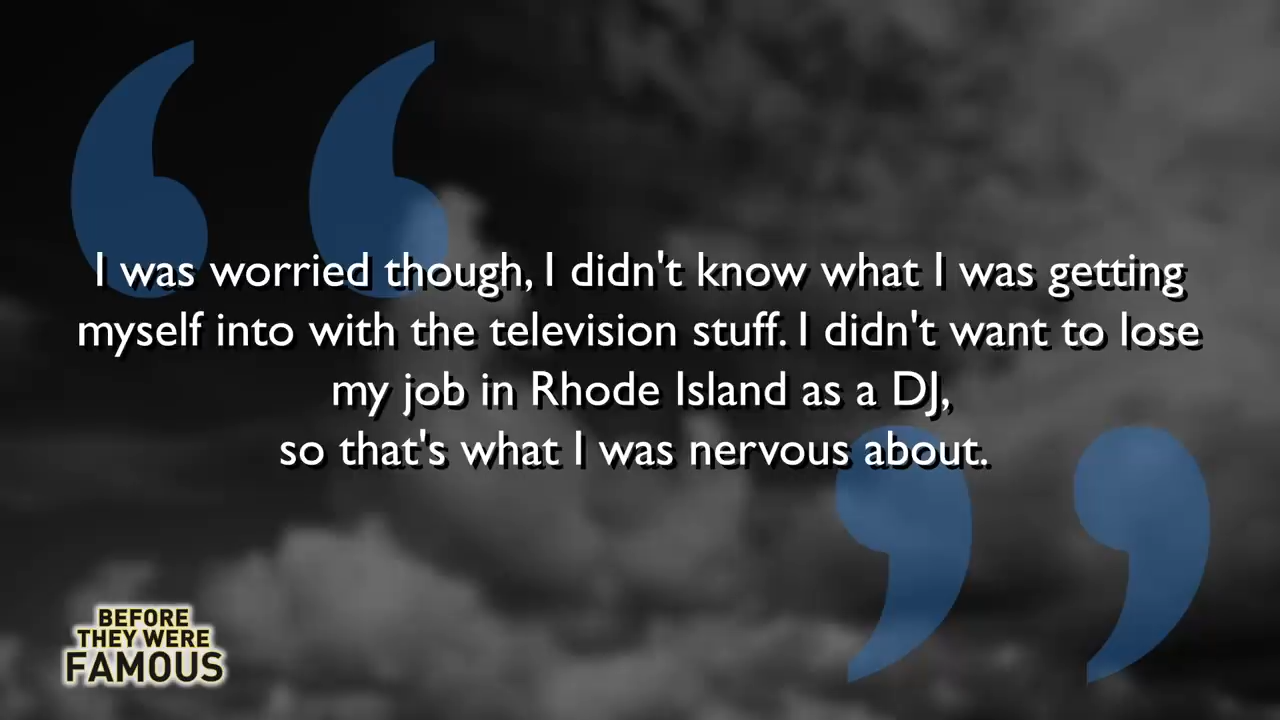 I was worried though, I didn't know what I was getting
myself into with the television stuff. I didn't want to lose
my job in Rhode Island as a DJ,
so that's what I was nervous about.
BEFORE
THEY WERE
FAMOUS